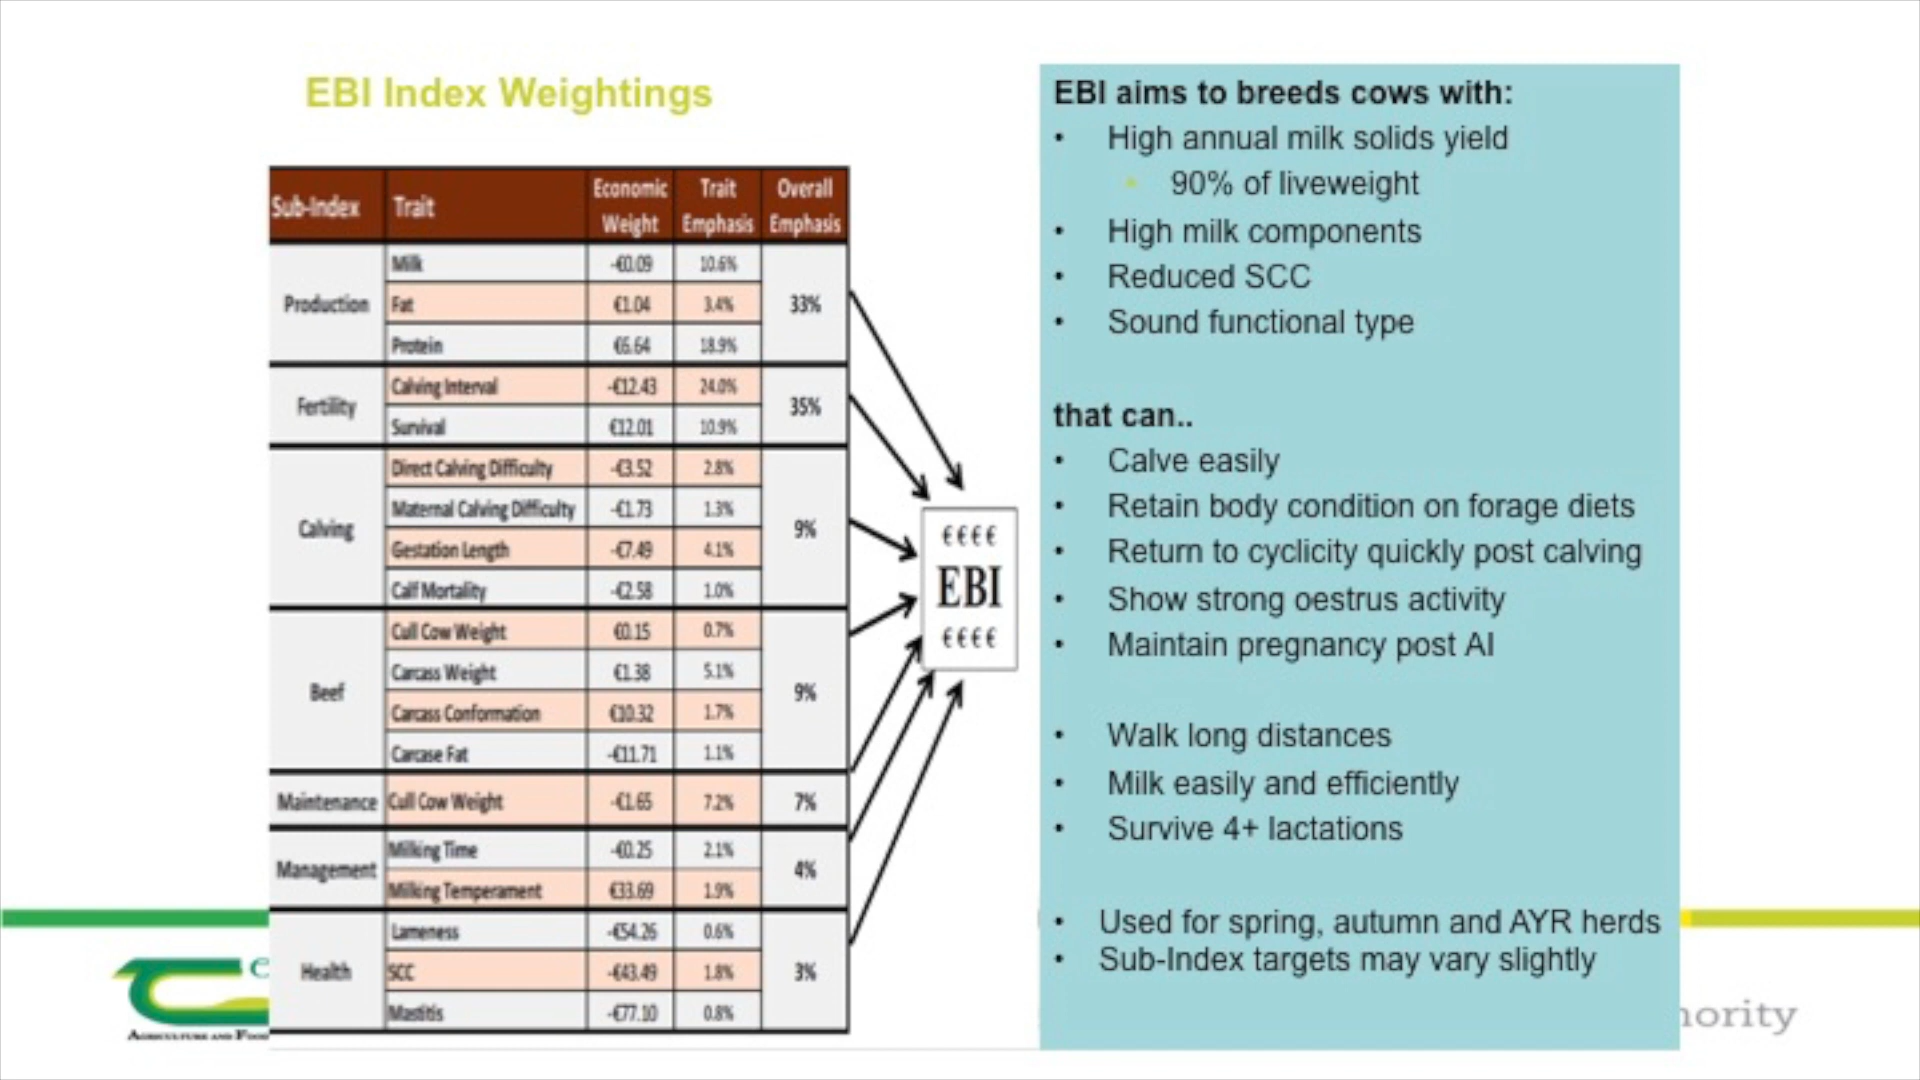 EBI Index Weightings
Sub-Index Trait Economic Weight Trait Emphasis Overall Emphasis
Production Milk -€0.09 10.6% 33%
Fat €1.04 3.4%
Protein €6.64 18.9%
Fertility Calving Interval -€12.43 24.0% 35%
Survival €12.01 10.9%
Calving Direct Calving Difficulty -€3.52 2.8% 9%
Maternal Calving Difficulty -€1.73 1.3%
Gestation Length -€7.49 4.1%
Calf Mortality -€2.58 1.0%
Beef Cull Cow Weight €0.15 0.7% 9%
Carcass Weight €1.38 5.1%
Carcass Conformation €10.32 1.7%
Carcase Fat -€11.71 1.1%
Maintenance Cull Cow Weight -€1.65 7.2% 7%
Management Milking Time -€0.25 2.1% 4%
Milking Temperament €33.69 1.9%
Health Lameness -€54.26 0.6% 3%
SCC -€43.49 1.8%
Mastitis -€77.10 0.8%
€€€€
EBI
€€€€
EBI aims to breeds cows with:
• High annual milk solids yield
• 90% of liveweight
• High milk components
• Reduced SCC
• Sound functional type
that can..
• Calve easily
• Retain body condition on forage diets
• Return to cyclicity quickly post calving
• Show strong oestrus activity
• Maintain pregnancy post AI
• Walk long distances
• Milk easily and efficiently
• Survive 4+ lactations
• Used for spring, autumn and AYR herds
• Sub-Index targets may vary slightly
AGRICULTURE AND